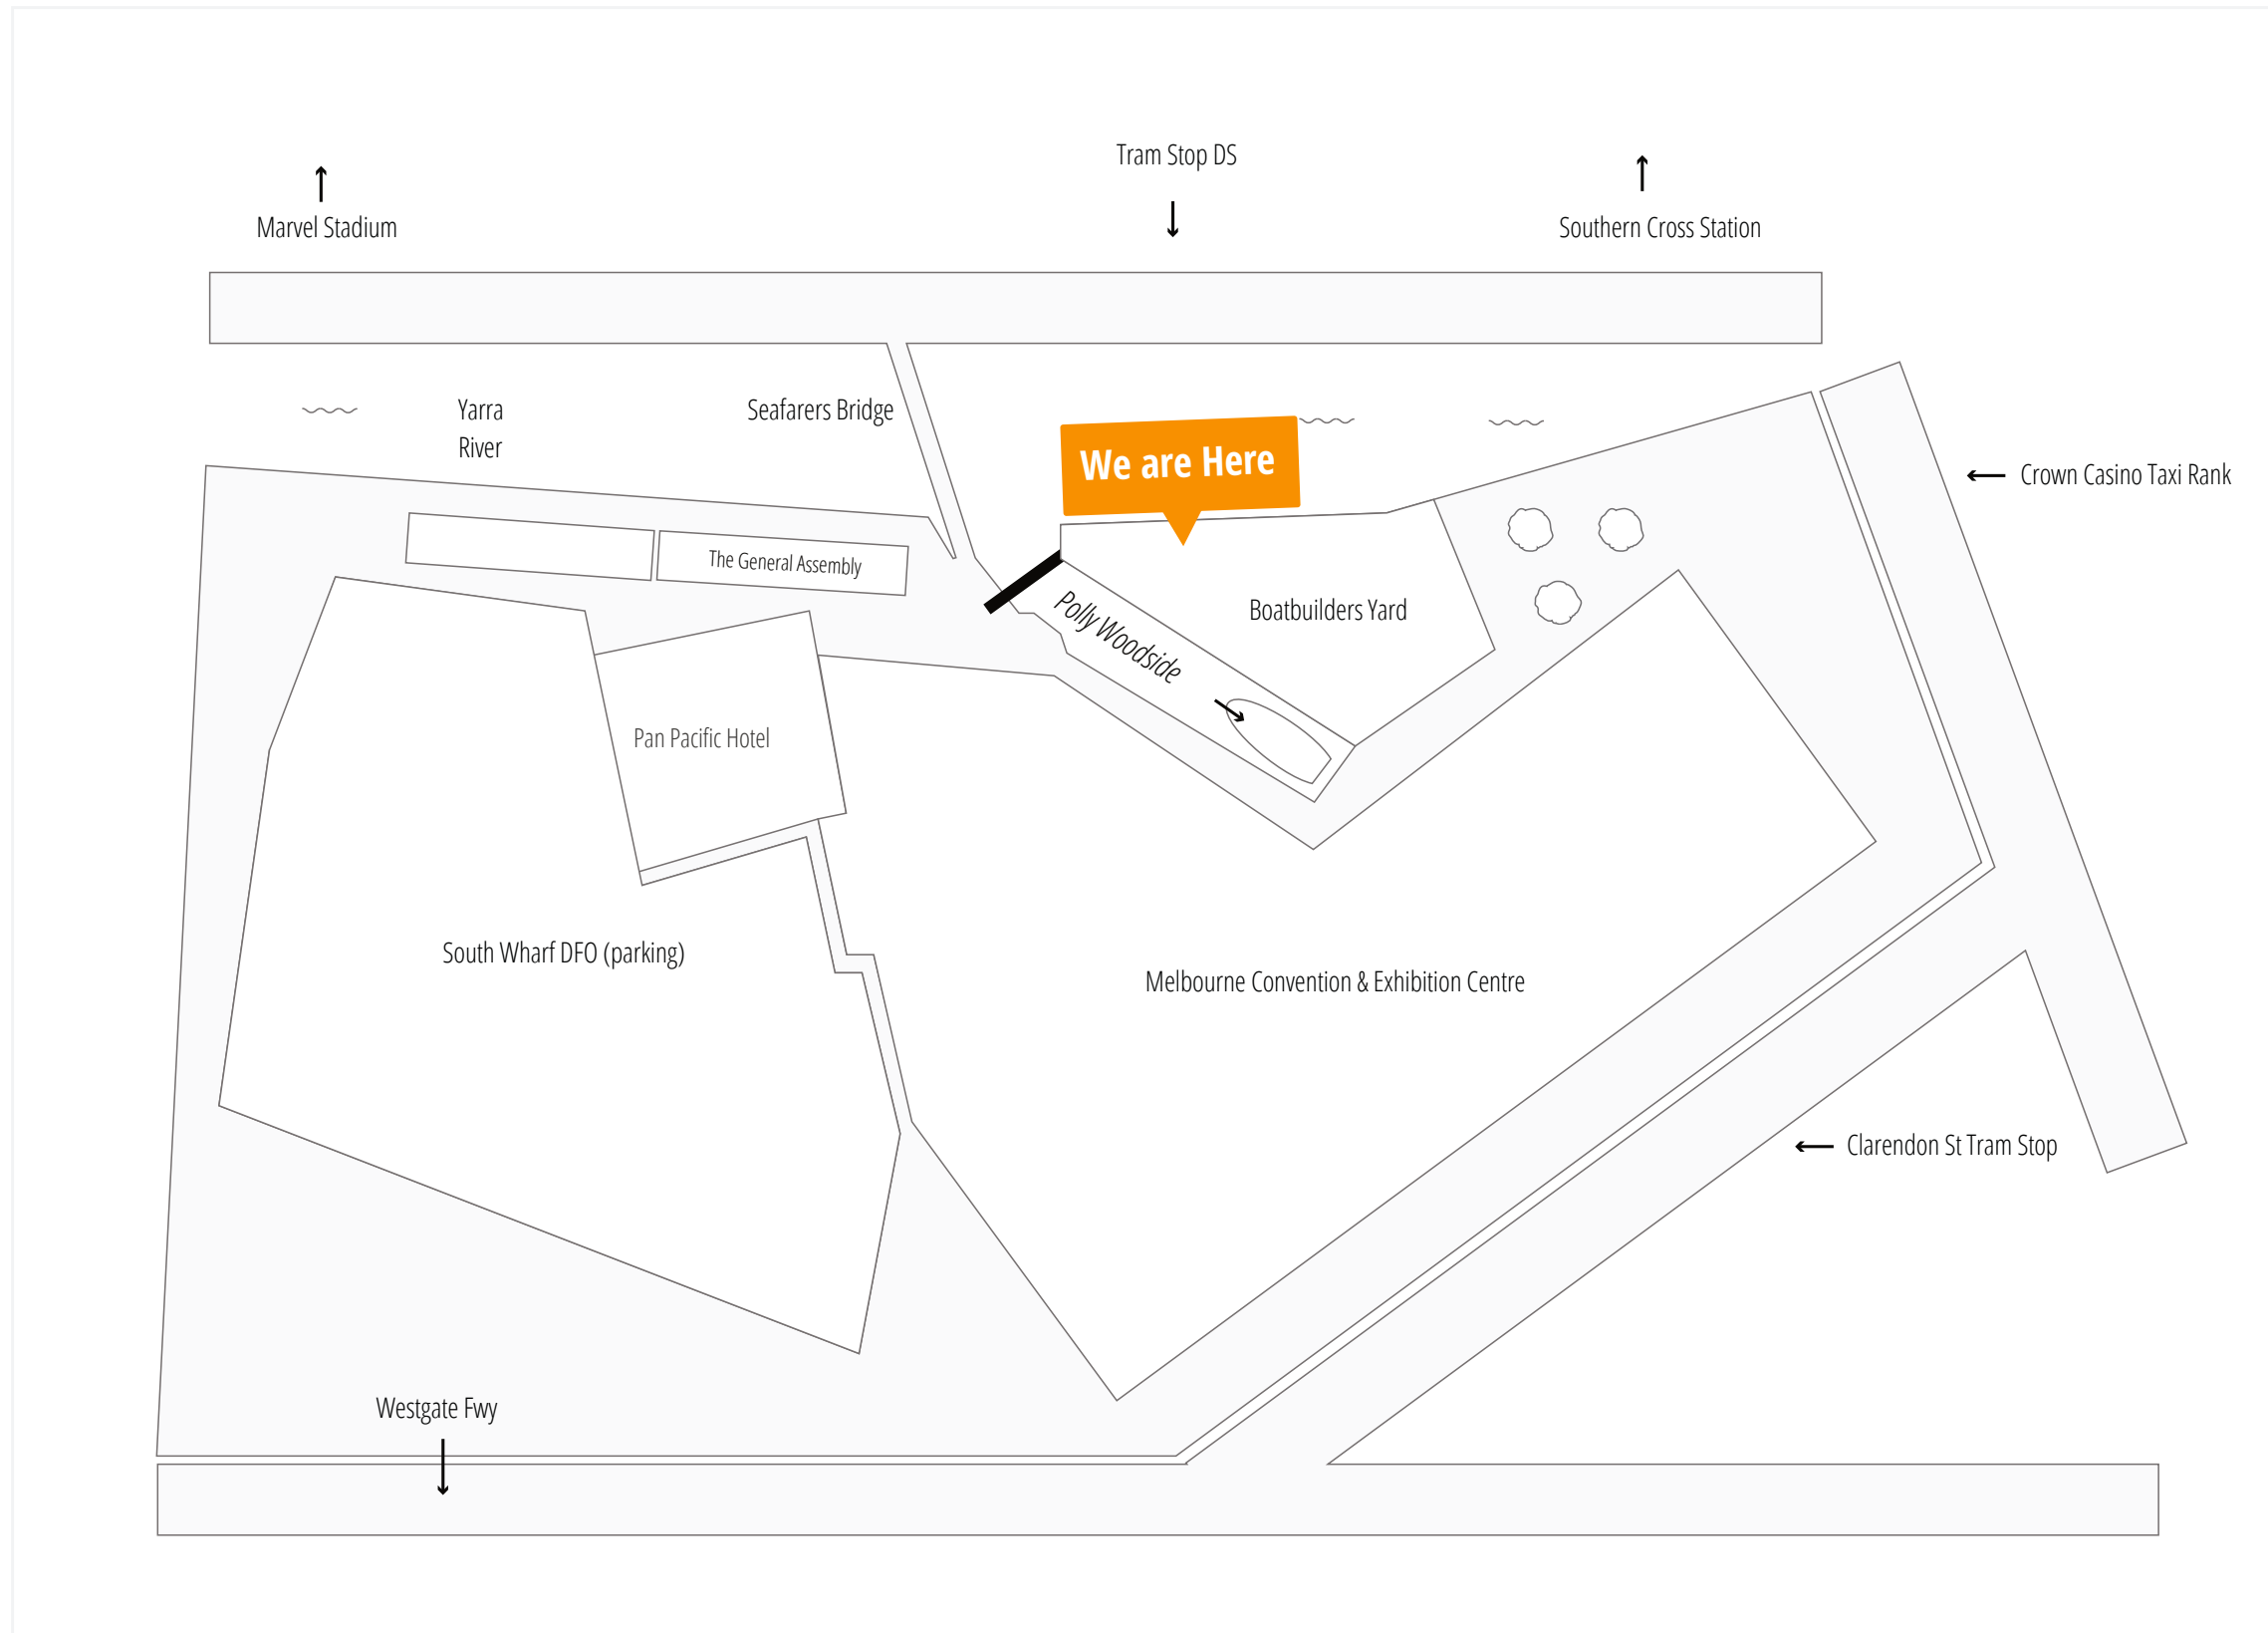 Tram Stop DS
Marvel Stadium
Southern Cross Station
Yarra
River
Seafarers Bridge
We are Here
Crown Casino Taxi Rank
The General Assembly
Polly Woodside
Boatbuilders Yard
Pan Pacific Hotel
South Wharf DFO (parking)
Melbourne Convention & Exhibition Centre
Clarendon St Tram Stop
Westgate Fwy